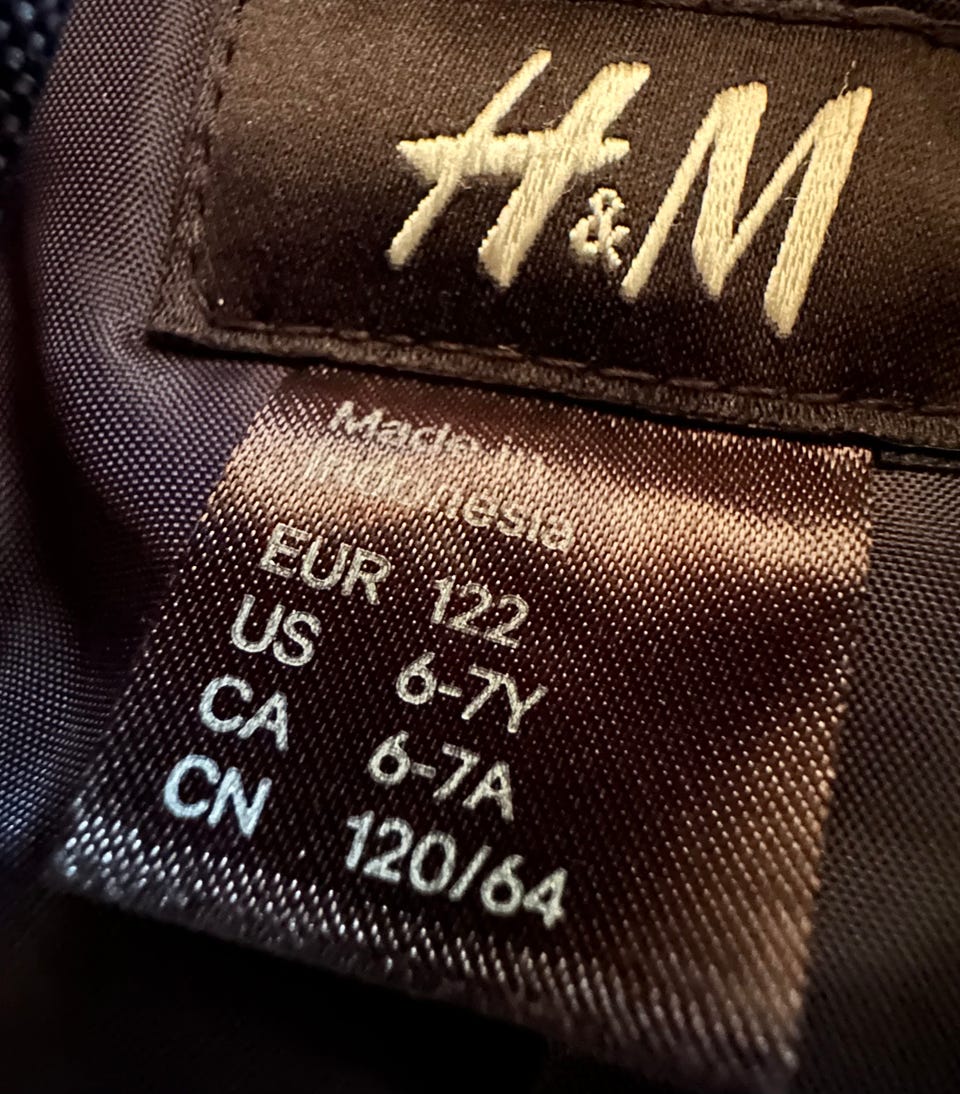 H&M
Made in
Indonesia
EUR 122
US 6-7Y
CA 6-7A
CN 120/64